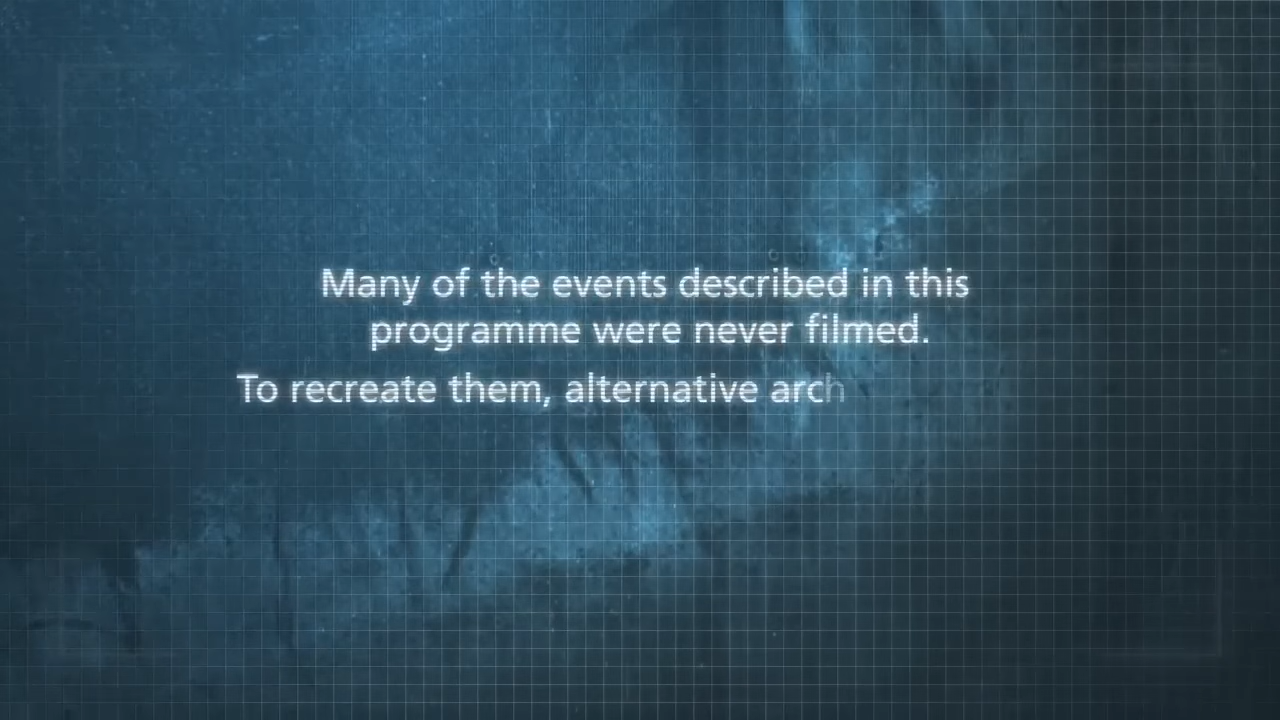 Many of the events described in this
programme were never filmed.
To recreate them, alternative arch